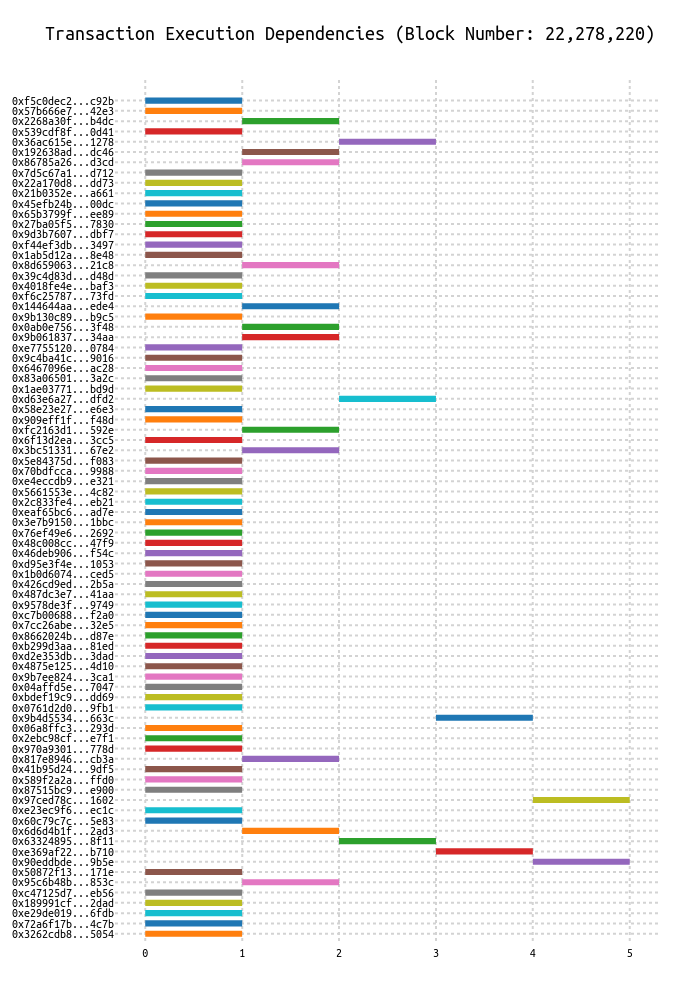 Transaction Execution Dependencies (Block Number: 22,278,220)
0xf5c0dec2...c92b
0x57b666e7...42e3
0x2268a30f...b4dc
0x539cdf8f...0d41
0x36ac615e...1278
0x192638ad...dc46
0x86785a26...d3cd
0x7d5c67a1...d712
0x22a170d8...dd73
0x21b0352e...a661
0x45efb24b...00dc
0x65b3799f...ee89
0x27ba05f5...7830
0x9d3b7607...dbf7
0xf44ef3db...3497
0x1ab5d12a...8e48
0x8d659063...21c8
0x39c4d83d...d48d
0x4018fe4e...baf3
0xf6c25787...73fd
0x144644aa...ede4
0x9b130c89...b9c5
0x0ab0e756...3f48
0x9b061837...34aa
0xe7755120...0784
0x9c4ba41c...9016
0x6467096e...ac28
0x83a06501...3a2c
0x1ae03771...bd9d
0xd63e6a27...dfd2
0x58e23e27...e6e3
0x909eff1f...f48d
0xfc2163d1...592e
0x6f13d2ea...3cc5
0x3bc51331...67e2
0x5e84375d...f083
0x70bdfcca...9988
0xe4eccdb9...e321
0x5661553e...4c82
0x2c833fe4...eb21
0xeaf65bc6...ad7e
0x3e7b9150...1bbc
0x76ef49e6...2692
0x48c008cc...47f9
0x46deb906...f54c
0xd95e3f4e...1053
0x1b0d6074...ced5
0x426cd9ed...2b5a
0x487dc3e7...41aa
0x9578de3f...9749
0xc7b00688...f2a0
0x7cc26abe...32e5
0x8662024b...d87e
0xb299d3aa...81ed
0xd2e353db...3dad
0x4875e125...4d10
0x9b7ee824...3ca1
0x04affd5e...7047
0xbdef19c9...dd69
0x0761d2d0...9fb1
0x9b4d5534...663c
0x06a8ffc3...293d
0x2ebc98cf...e7f1
0x970a9301...778d
0x817e8946...cb3a
0x41b95d24...9df5
0x589f2a2a...ffd0
0x87515bc9...e900
0x97ced78c...1602
0xe23ec9f6...ec1c
0x60c79c7c...5e83
0x6d6d4b1f...2ad3
0x63324895...8f11
0xe369af22...b710
0x90eddbde...9b5e
0x50872f13...171e
0x95c6b48b...853c
0xc47125d7...eb56
0x189991cf...2dad
0xe29de019...6fdb
0x72a6f17b...4c7b
0x3262cdb8...5054
0 1 2 3 4 5